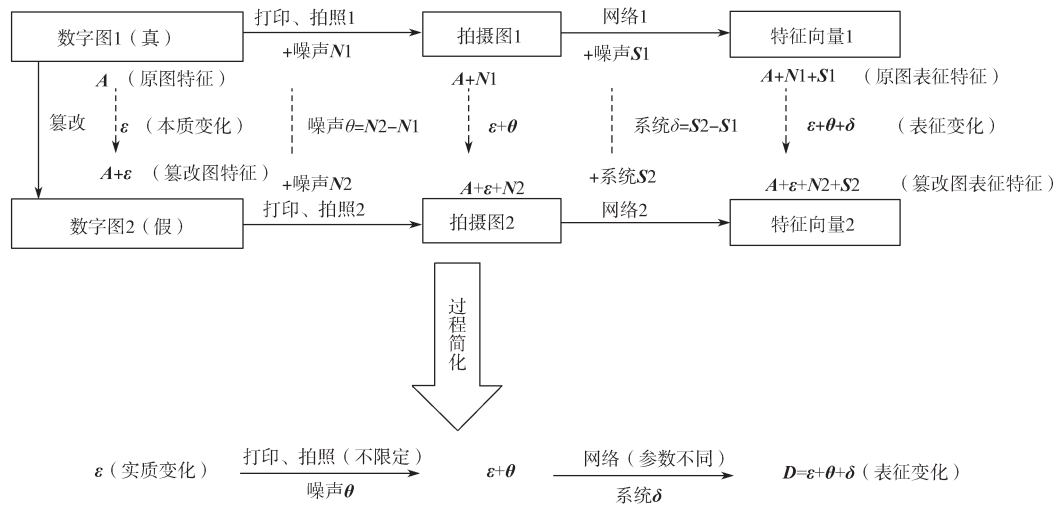 打印、拍照1
网络1
数字图1（真）
拍摄图1
特征向量1
+噪声N1
+噪声S1
A （原图特征）
A+N1
A+N1+S1 （原图表征特征）
篡改
ε （本质变化）
噪声θ=N2-N1
ε+θ
系统δ=S2-S1
ε+θ+δ （表征变化）
A+ε （篡改图特征）
+噪声N2
A+ε+N2
+系统S2
A+ε+N2+S2 （篡改图表征特征）
打印、拍照2
网络2
数字图2（假）
拍摄图2
特征向量2
过程简化
ε（实质变化）
打印、拍照（不限定）
噪声θ
ε+θ
网络（参数不同）
系统δ
D=ε+θ+δ（表征变化）